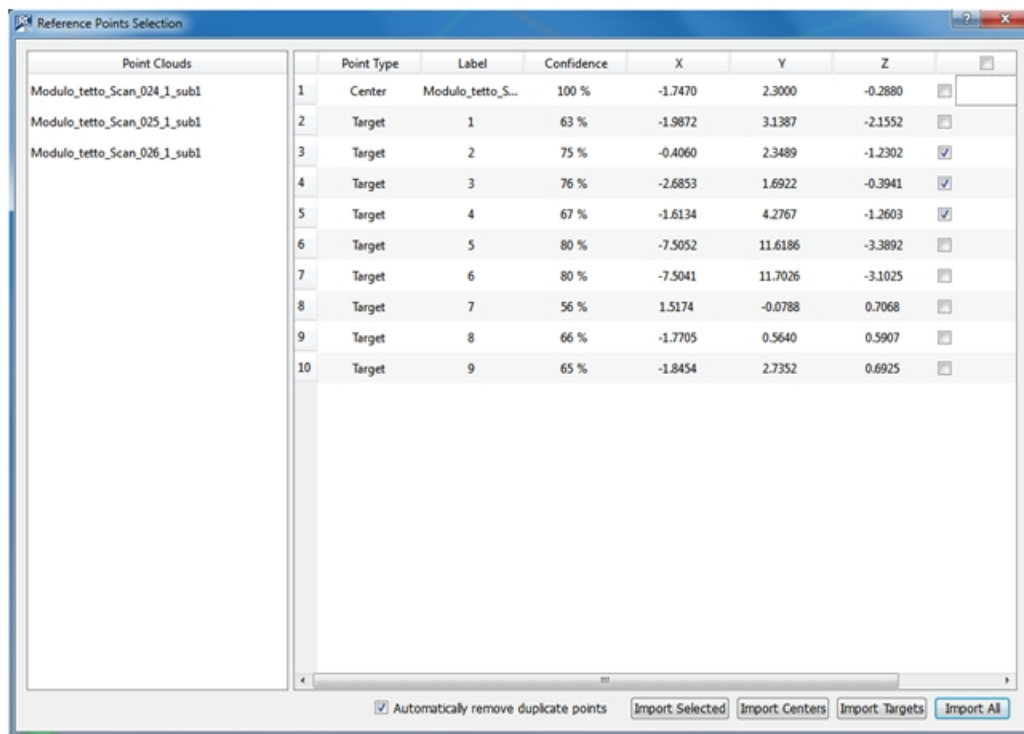 Reference Points Selection
?
X
Point Clouds
Modulo_tetto_Scan_024_1_sub1
Modulo_tetto_Scan_025_1_sub1
Modulo_tetto_Scan_026_1_sub1
Point Type Label Confidence X Y Z
1 Center Modulo_tetto_S... 100 % -1.7470 2.3000 -0.2880
2 Target 1 63 % -1.9872 3.1387 -2.1552
3 Target 2 75 % -0.4060 2.3489 -1.2302
4 Target 3 76 % -2.6853 1.6922 -0.3941
5 Target 4 67 % -1.6134 4.2767 -1.2603
6 Target 5 80 % -7.5052 11.6186 -3.3892
7 Target 6 80 % -7.5041 11.7026 -3.1025
8 Target 7 56 % 1.5174 -0.0788 0.7068
9 Target 8 66 % -1.7705 0.5640 0.5907
10 Target 9 65 % -1.8454 2.7352 0.6925
Automatically remove duplicate points Import Selected Import Centers Import Targets Import All